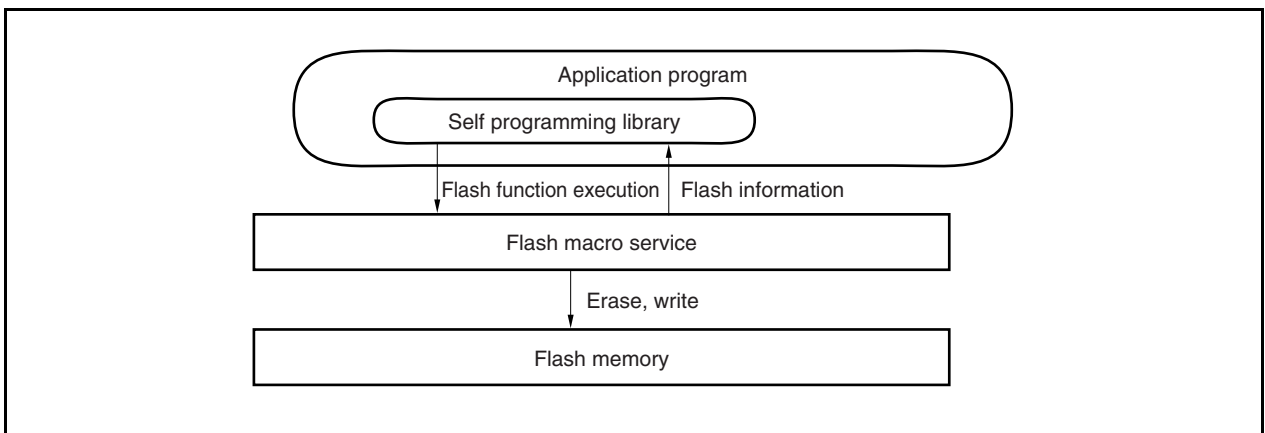 Application program
Self programming library
Flash function execution
Flash information
Flash macro service
Erase, write
Flash memory